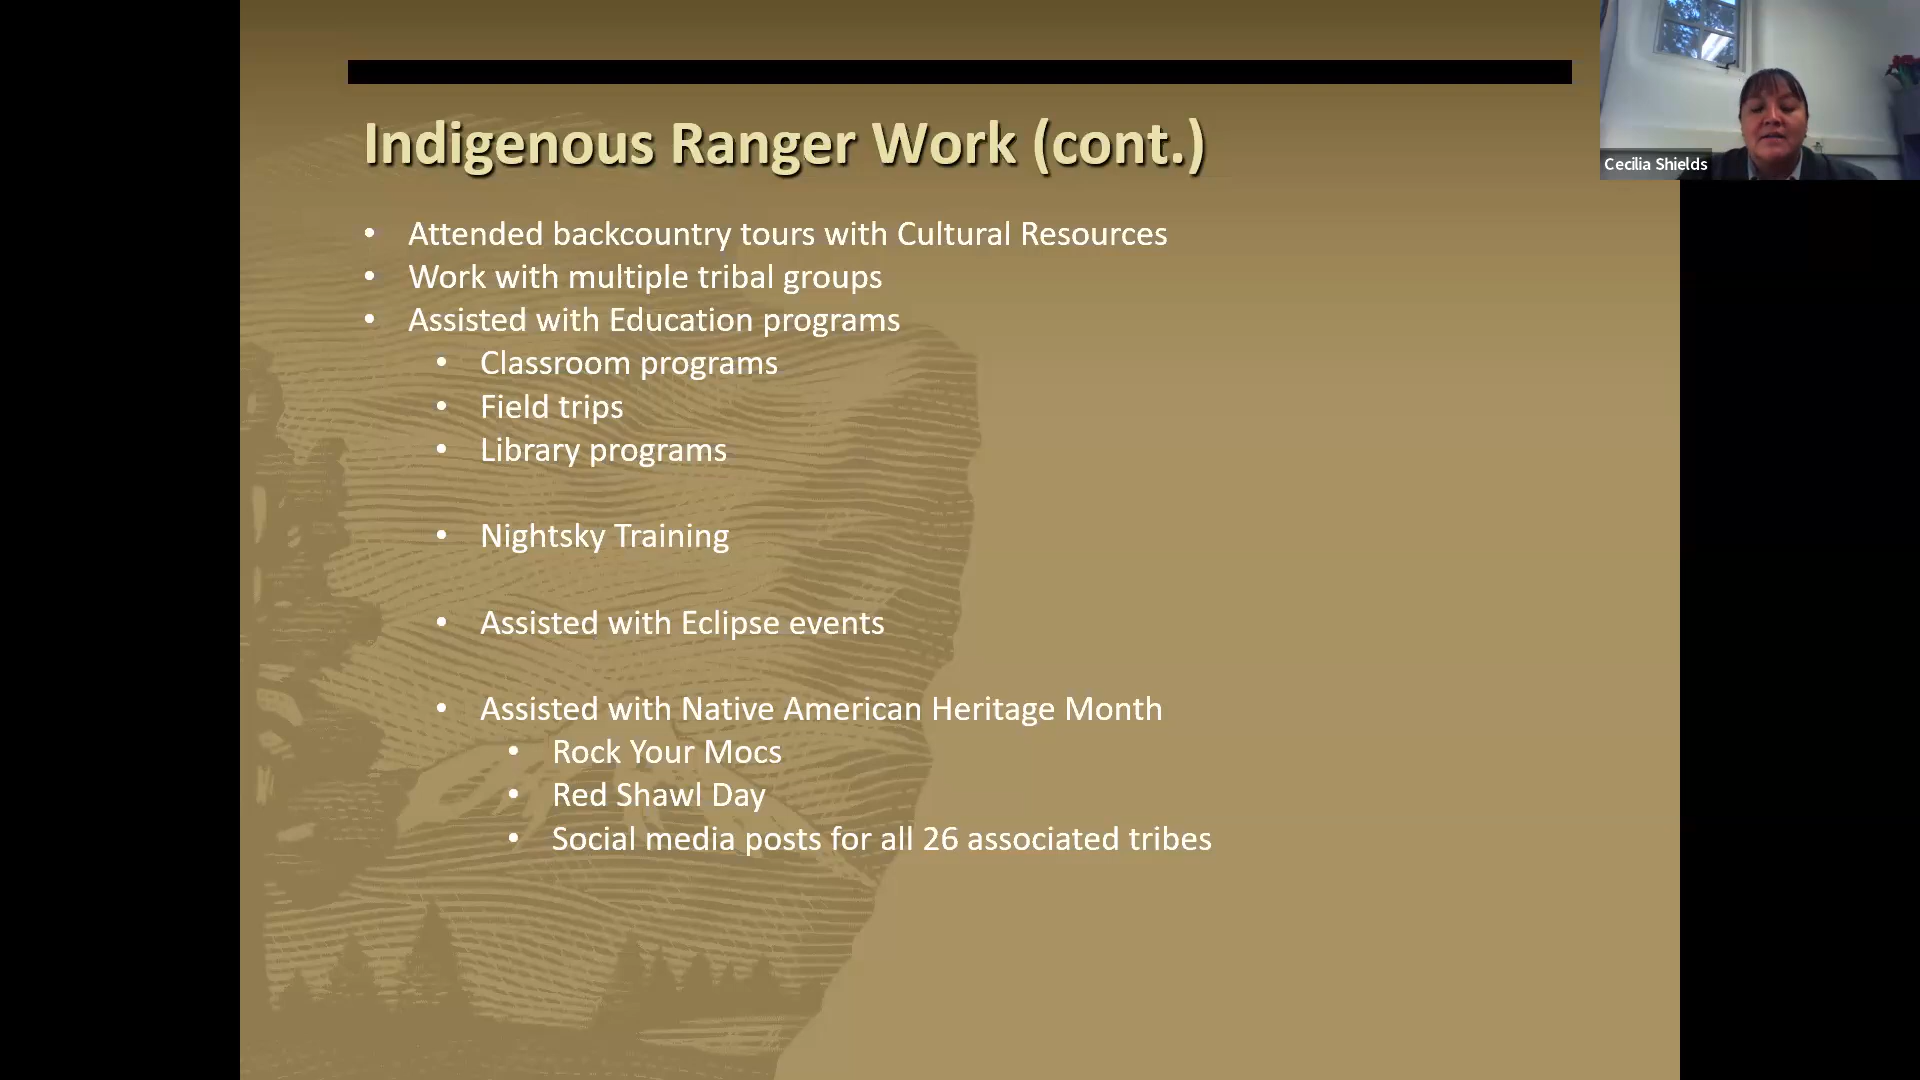 Indigenous Ranger Work (cont.)
Cecilia Shields
• Attended backcountry tours with Cultural Resources
• Work with multiple tribal groups
• Assisted with Education programs
• Classroom programs
• Field trips
• Library programs
• Nightsky Training
• Assisted with Eclipse events
• Assisted with Native American Heritage Month
• Rock Your Mocs
• Red Shawl Day
• Social media posts for all 26 associated tribes